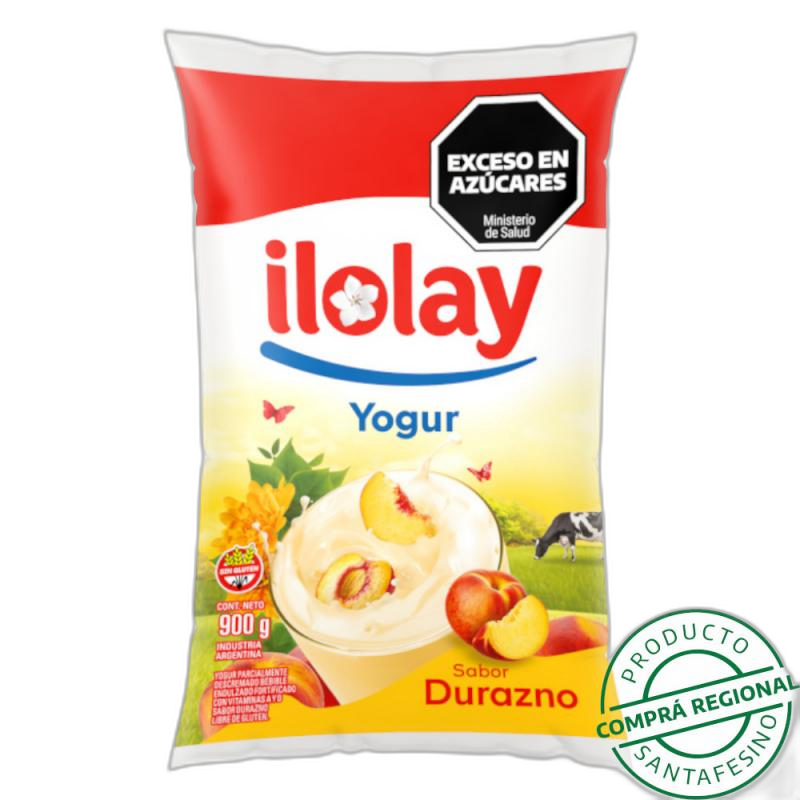 EXCESO EN
AZÚCARES
Ministerio
de Salud
ilolay
Yogur
SIN GLUTEN
CONT. NETO
900 g
INDUSTRIA
ARGENTINA
YOGUR PARCIALMENTE
DESCREMADO BEBIBLE
ENDULZADO FORTIFICADO
CON VITAMINAS A Y D
SABOR DURAZNO
LIBRE DE GLUTEN.
Sabor
Durazno
PRODUCTO
COMPRÁ REGIONAL
SANTAFESINO